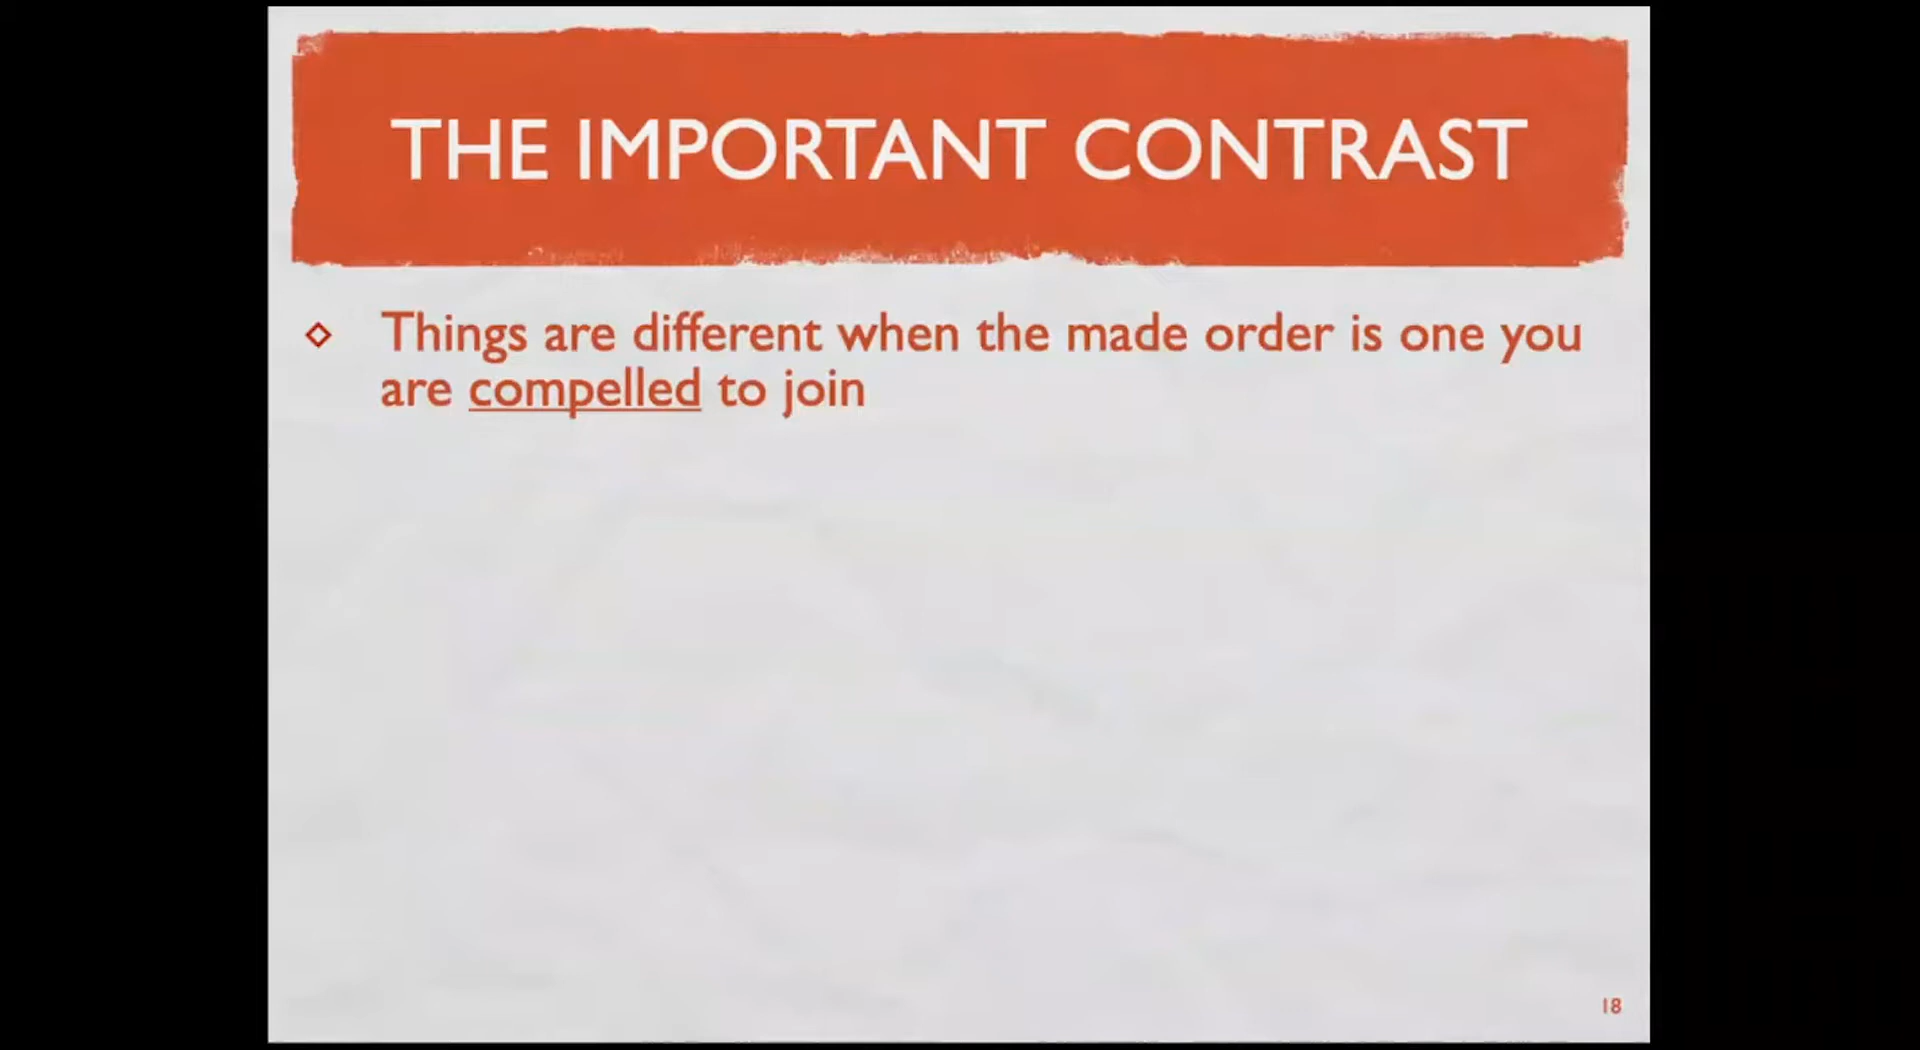 THE IMPORTANT CONTRAST
Things are different when the made order is one you
are compelled to join
18